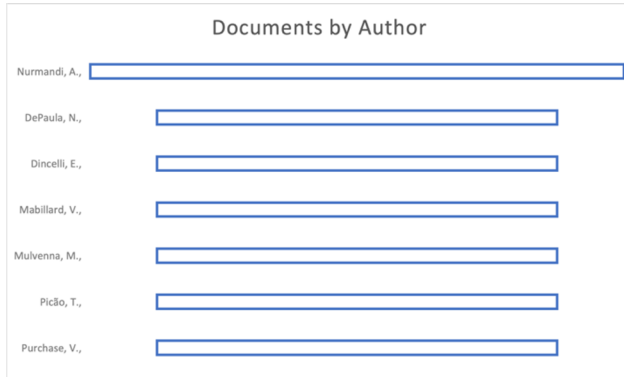 Documents by Author
Nurmandi, A.,
DePaula, N.,
Dincelli, E.,
Mabillard, V.,
Mulvenna, M.,
Picão, T.,
Purchase, V.,